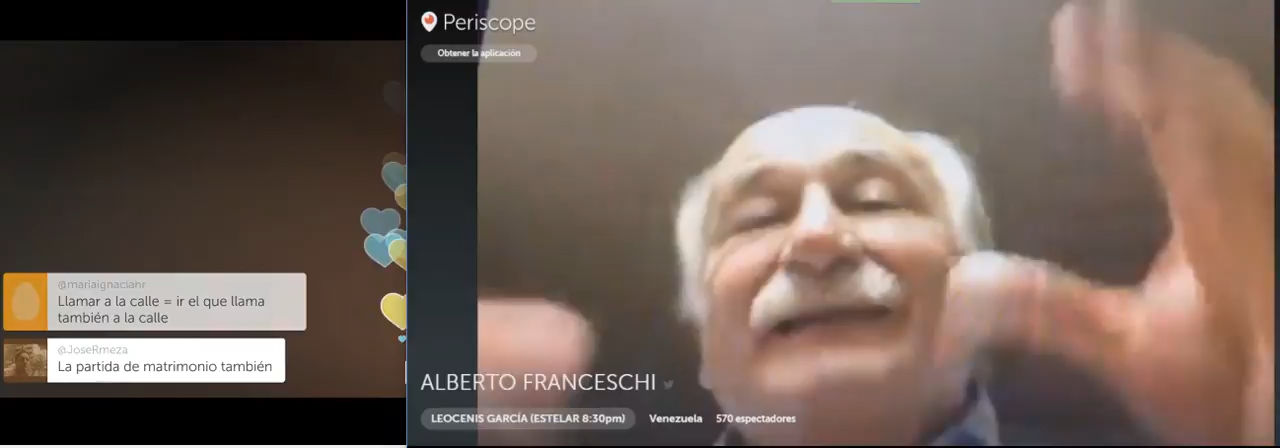 @mariaignaciahr
Llamar a la calle = ir el que llama
también a la calle
@JoseRmeza
La partida de matrimonio también
Periscope
Obtener la aplicación
ALBERTO FRANCESCHI
LEOCENIS GARCÍA (ESTELAR 8:30pm) Venezuela 570 espectadores